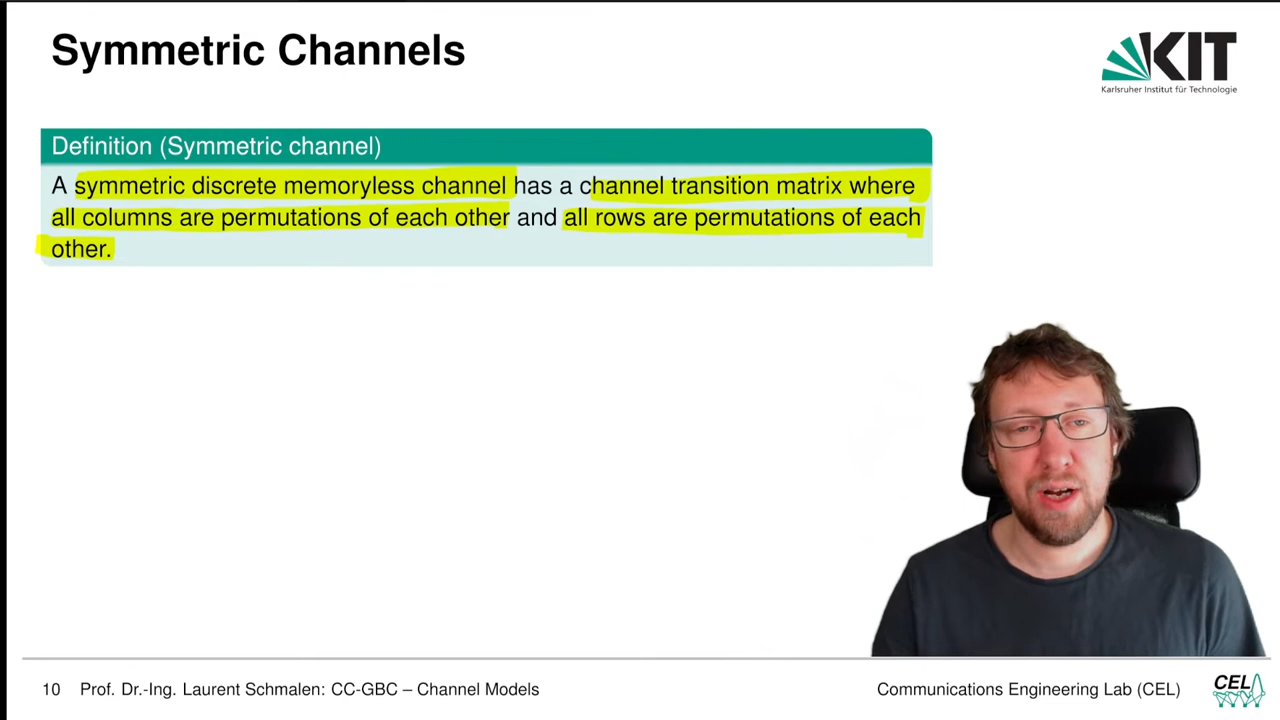 Symmetric Channels
KIT
Karlsruher Institut für Technologie
Definition (Symmetric channel)
A symmetric discrete memoryless channel has a channel transition matrix where
all columns are permutations of each other and all rows are permutations of each
other.
10 Prof. Dr.-Ing. Laurent Schmalen: CC-GBC – Channel Models
Communications Engineering Lab (CEL)
CEL